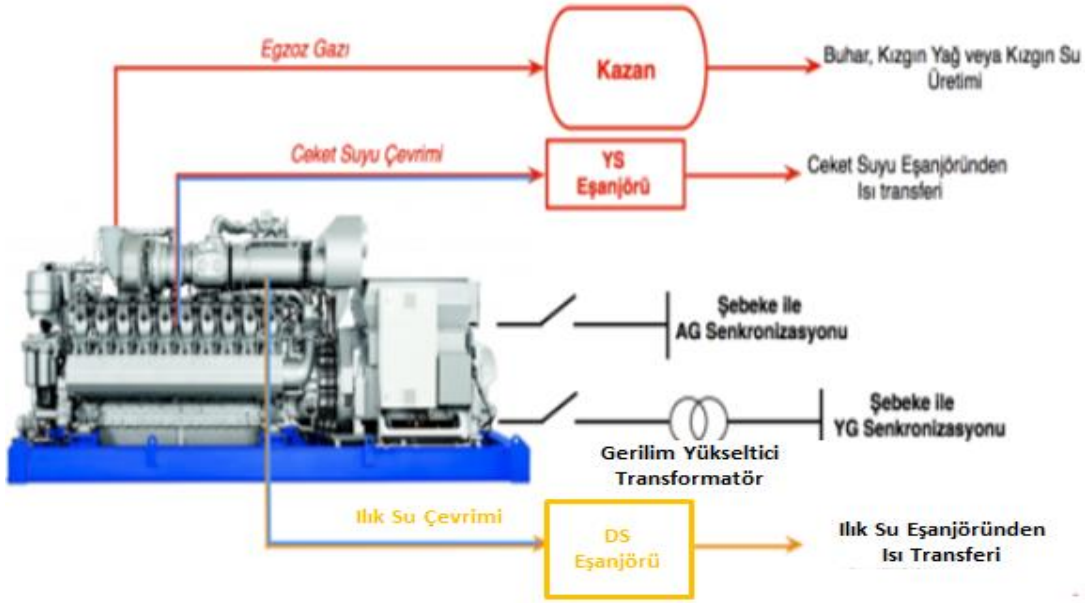 Egzoz Gazı
Kazan
Buhar, Kızgın Yağ veya Kızgın Su
Üretimi
Ceket Suyu Çevrimi
YS
Eşanjörü
Ceket Suyu Eşanjöründen
Isı transferi
Şebeke ile
AG Senkronizasyonu
Şebeke ile
YG Senkronizasyonu
Gerilim Yükseltici
Transformatör
Ilık Su Çevrimi
DS
Eşanjörü
Ilık Su Eşanjöründen
Isı Transferi